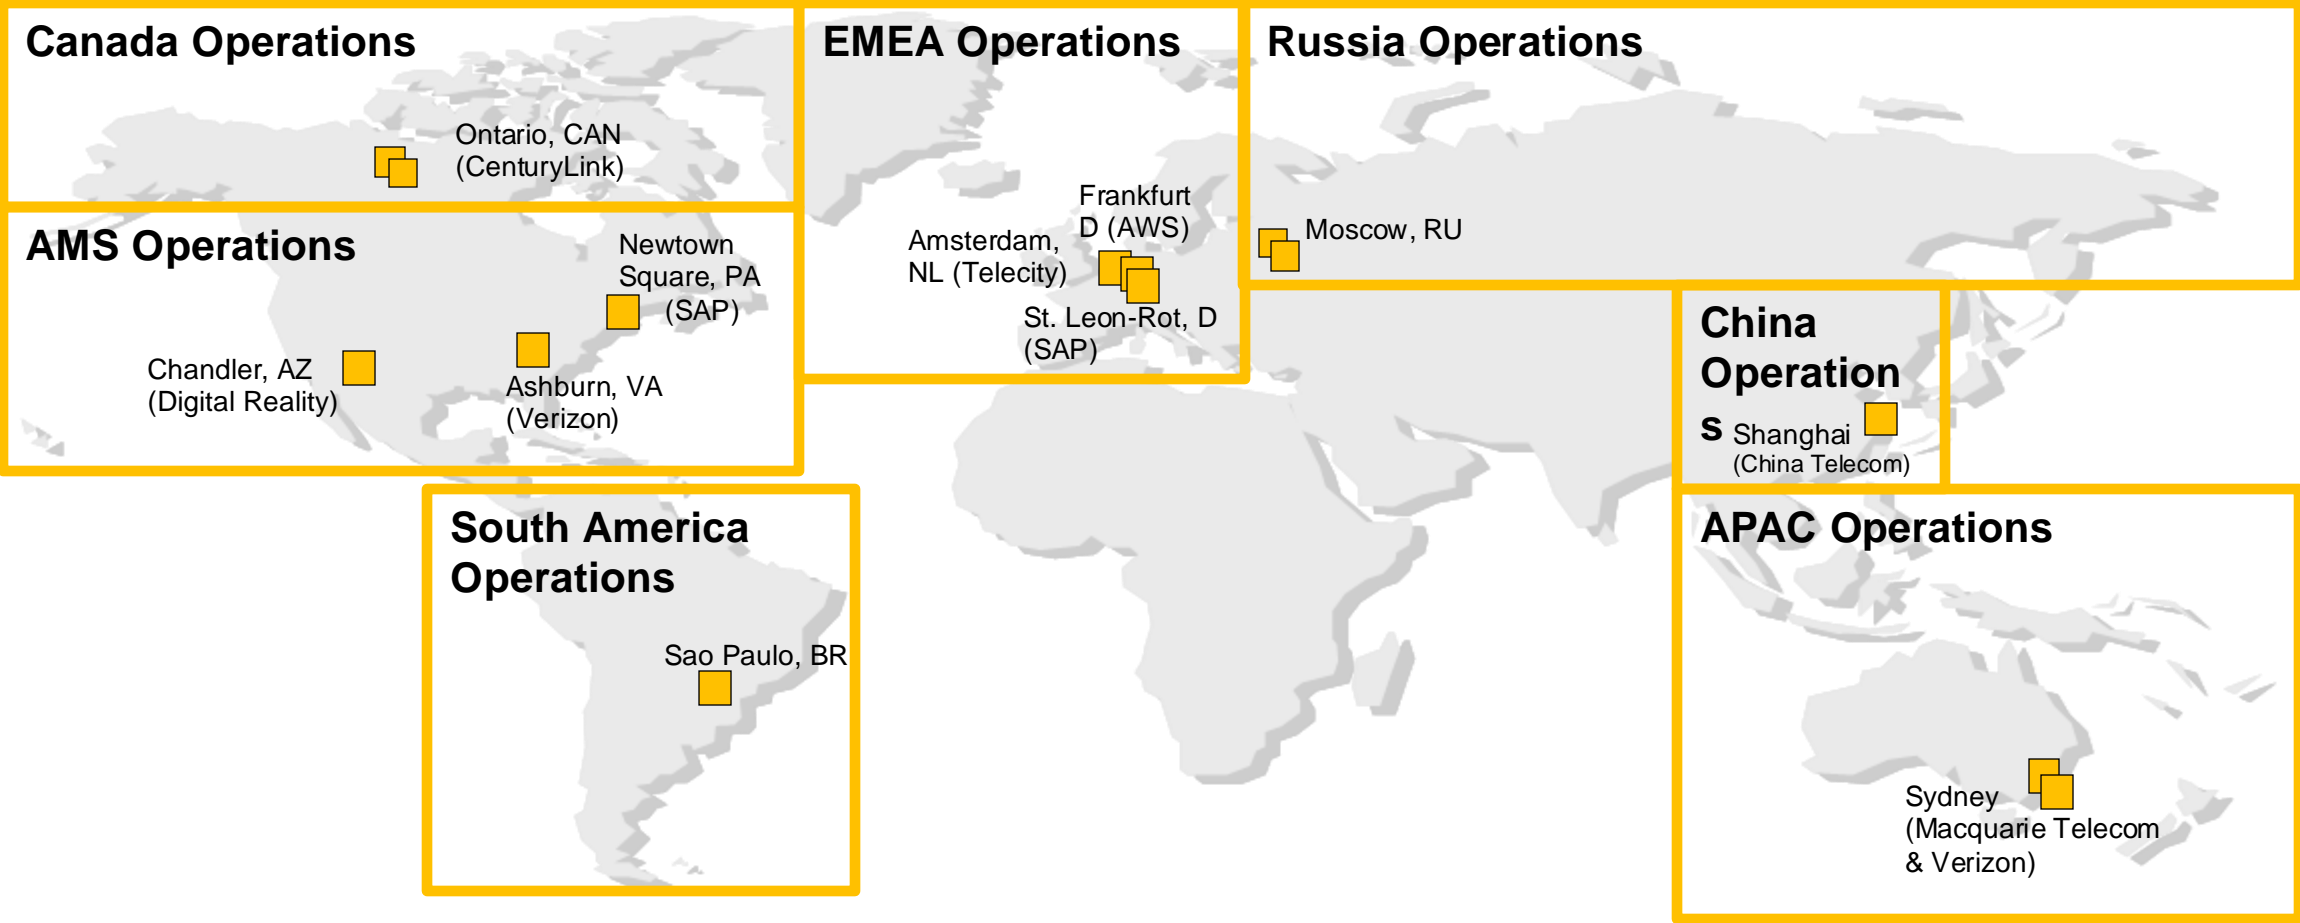 Canada Operations
Ontario, CAN
(CenturyLink)
AMS Operations
Newtown
Square, PA
(SAP)
Chandler, AZ
(Digital Reality)
Ashburn, VA
(Verizon)
South America
Operations
Sao Paulo, BR
EMEA Operations
Frankfurt
D (AWS)
Amsterdam,
NL (Telecity)
St. Leon-Rot, D
(SAP)
Russia Operations
Moscow, RU
China
Operation
s
Shanghai
(China Telecom)
APAC Operations
Sydney
(Macquarie Telecom
& Verizon)